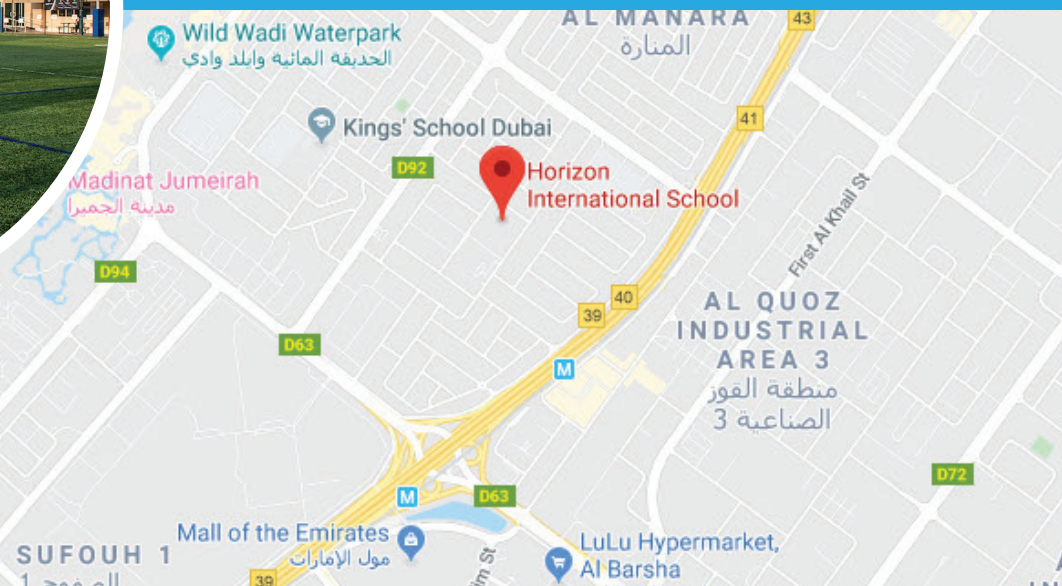 AL MANARA
المنارة
43
Wild Wadi Waterpark
الحديقة المائية وايلد وادي
41
Kings' School Dubai
D92
Horizon
International School
Madinat Jumeirah
مدينة الجميرا
First Al Khail St
D94
40
39
AL QUOZ
INDUSTRIAL
AREA 3
منطقة القوز
الصناعية 3
D63
M
D72
M
D63
Mall of the Emirates
مول الإمارات
LuLu Hypermarket,
Al Barsha
SUFOUH 1
39